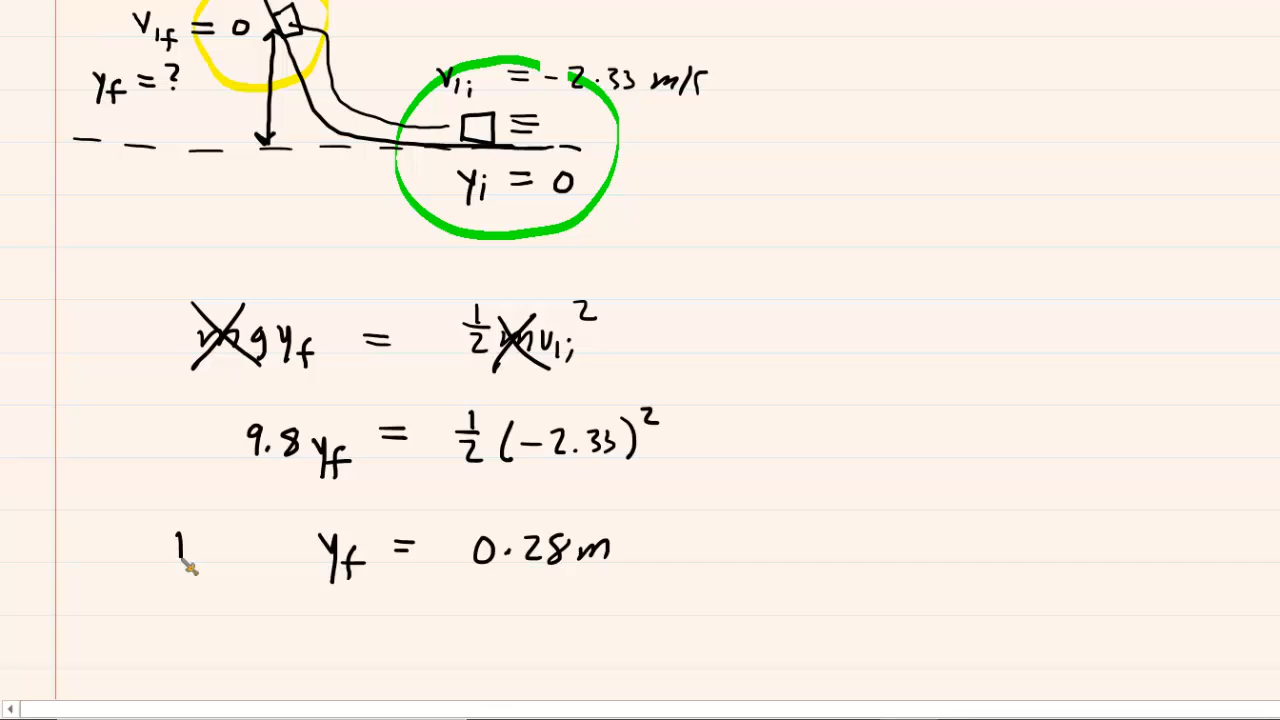 v₁f = 0
yf = ?
v₁ᵢ = -2.33 m/s
yᵢ = 0
mgyf = ½mv₁ᵢ²
9.8yf = ½(-2.33)²
1 yf = 0.28m